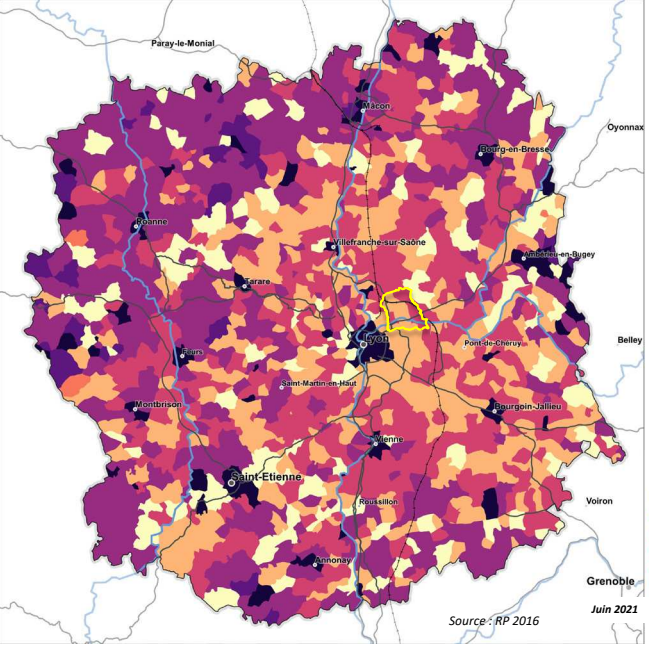 Paray-le-Monial
Mâcon
Oyonnax
Bourg-en-Bresse
Roanne
Villefranche-sur-Saône
Ambérieu-en-Bugey
Tarare
Lyon
Pont-de-Chéruy
Belley
Feurs
Saint-Martin-en-Haut
Montbrison
Bourgoin-Jallieu
Vienne
Saint-Etienne
Roussillon
Voiron
Annonay
Grenoble
Juin 2021
Source : RP 2016